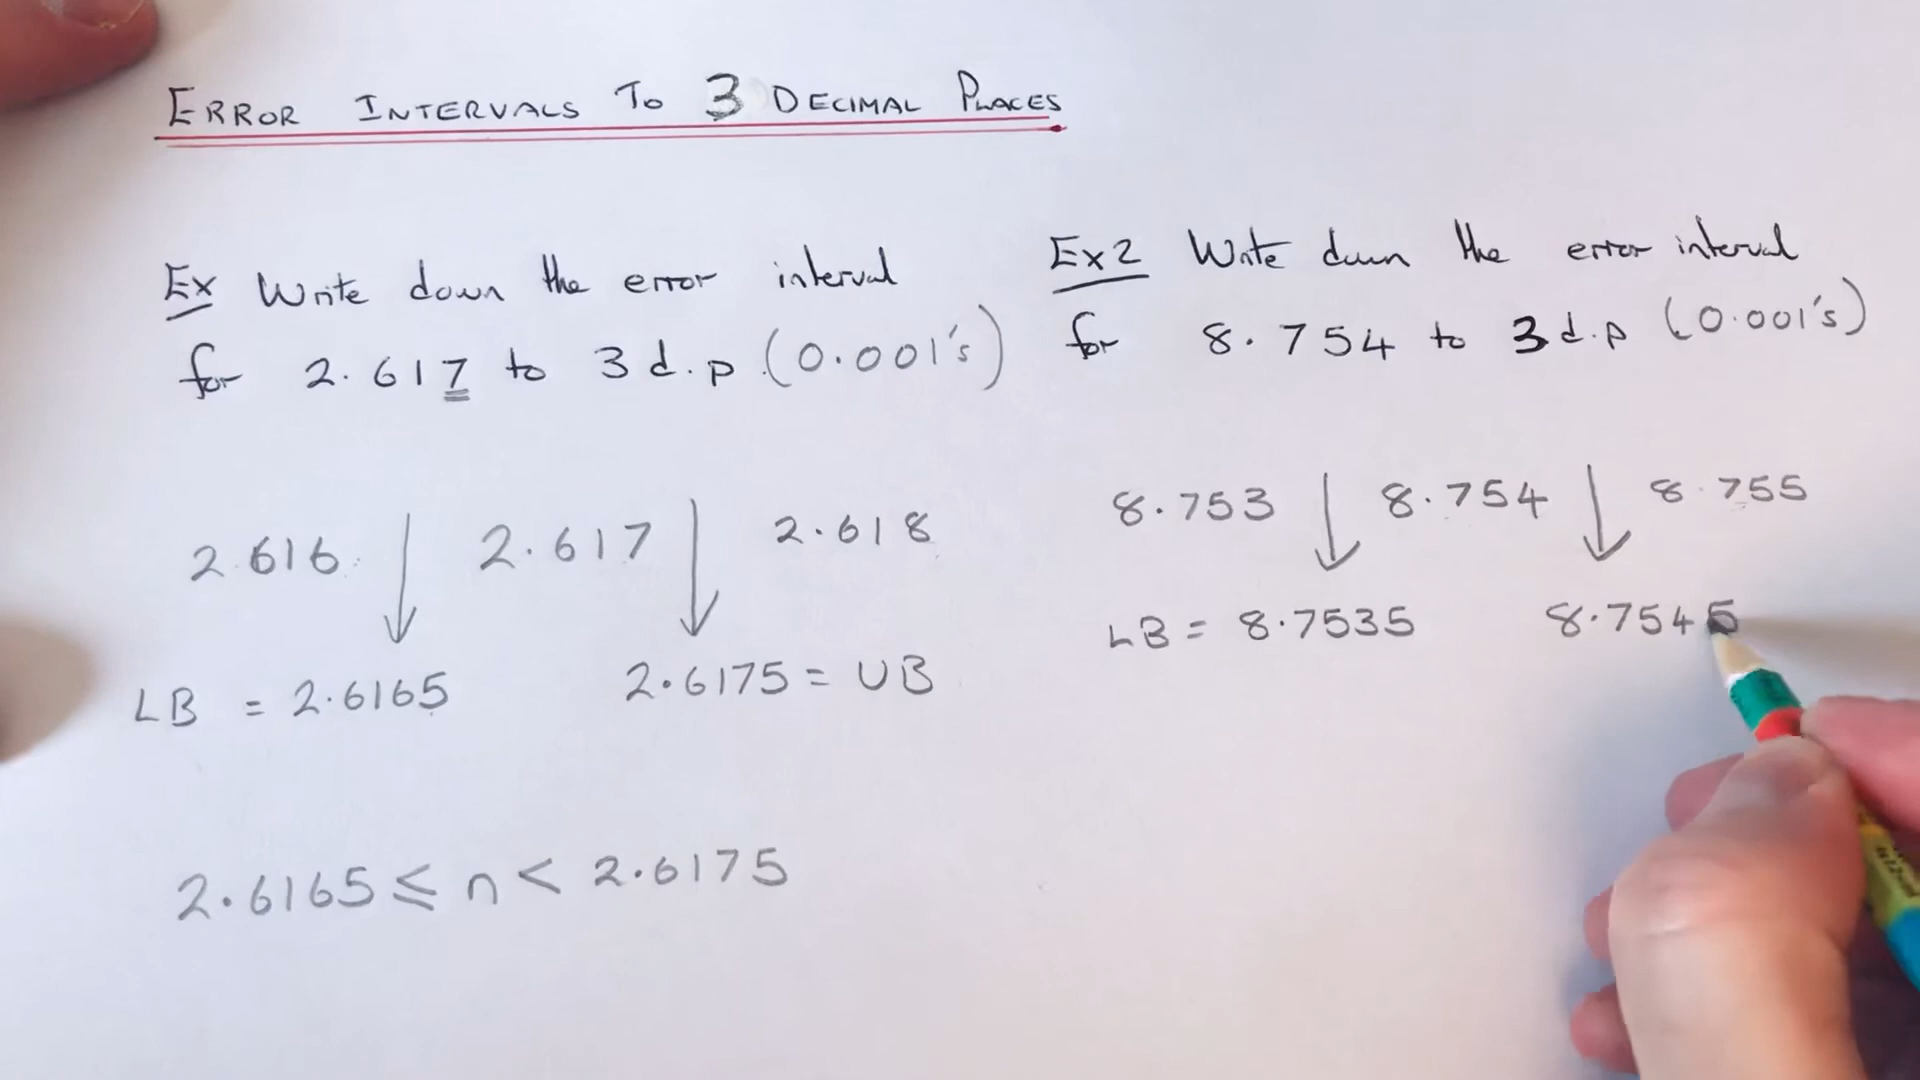 ERROR INTERVALS TO 3 DECIMAL PLACES
Ex Write down the error interval
for 2.617 to 3 d.p (0.001's)
2.616 2.617 2.618
LB = 2.6165 2.6175 = UB
2.6165 ≤ n < 2.6175
Ex2 Write down the error interval
for 8.754 to 3 d.p (0.001's)
8.753 8.754 8.755
LB = 8.7535 8.7545